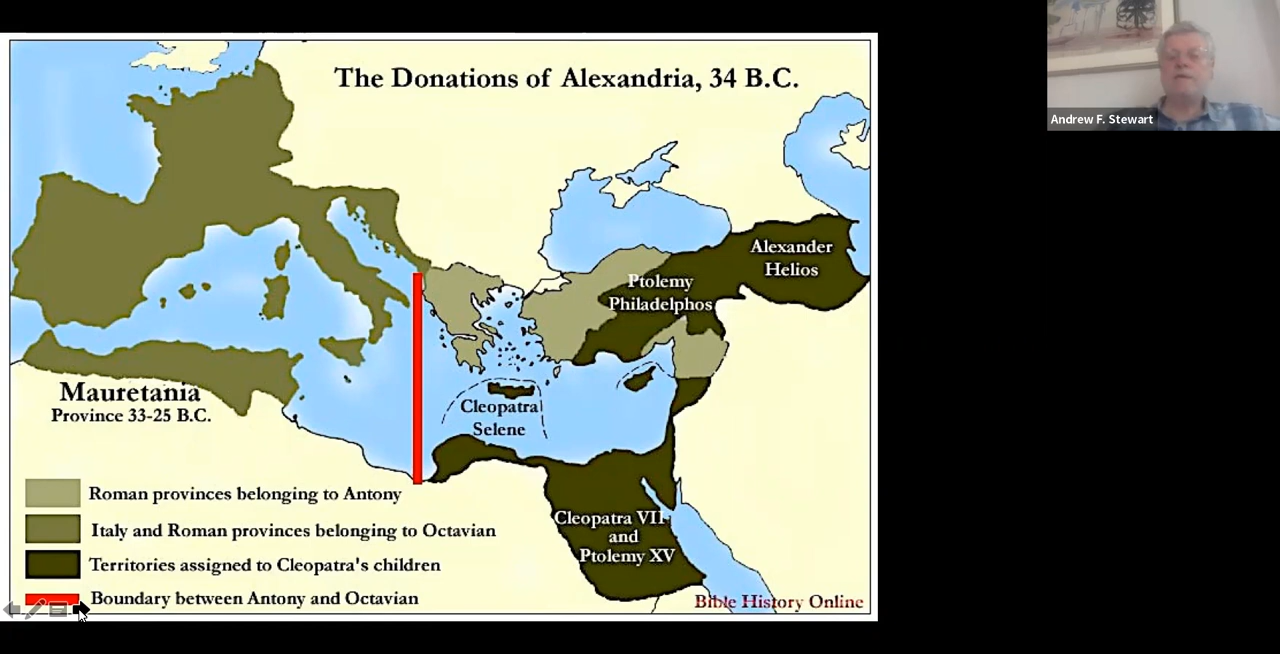 The Donations of Alexandria, 34 B.C.
Andrew F. Stewart
Alexander
Helios
Ptolemy
Philadelphos
Mauretania
Province 33-25 B.C.
Cleopatra
Selene
Cleopatra VII
and
Ptolemy XV
Roman provinces belonging to Antony
Italy and Roman provinces belonging to Octavian
Territories assigned to Cleopatra's children
Boundary between Antony and Octavian
Bible History Online